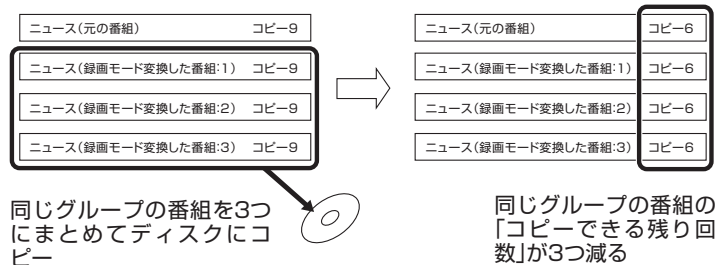 ニュース(元の番組) コピー9
ニュース(録画モード変換した番組:1) コピー9
ニュース(録画モード変換した番組:2) コピー9
ニュース(録画モード変換した番組:3) コピー9
同じグループの番組を3つ
にまとめてディスクにコ
ピー
ニュース(元の番組) コピー6
ニュース(録画モード変換した番組:1) コピー6
ニュース(録画モード変換した番組:2) コピー6
ニュース(録画モード変換した番組:3) コピー6
同じグループの番組の
「コピーできる残り回
数」が3つ減る